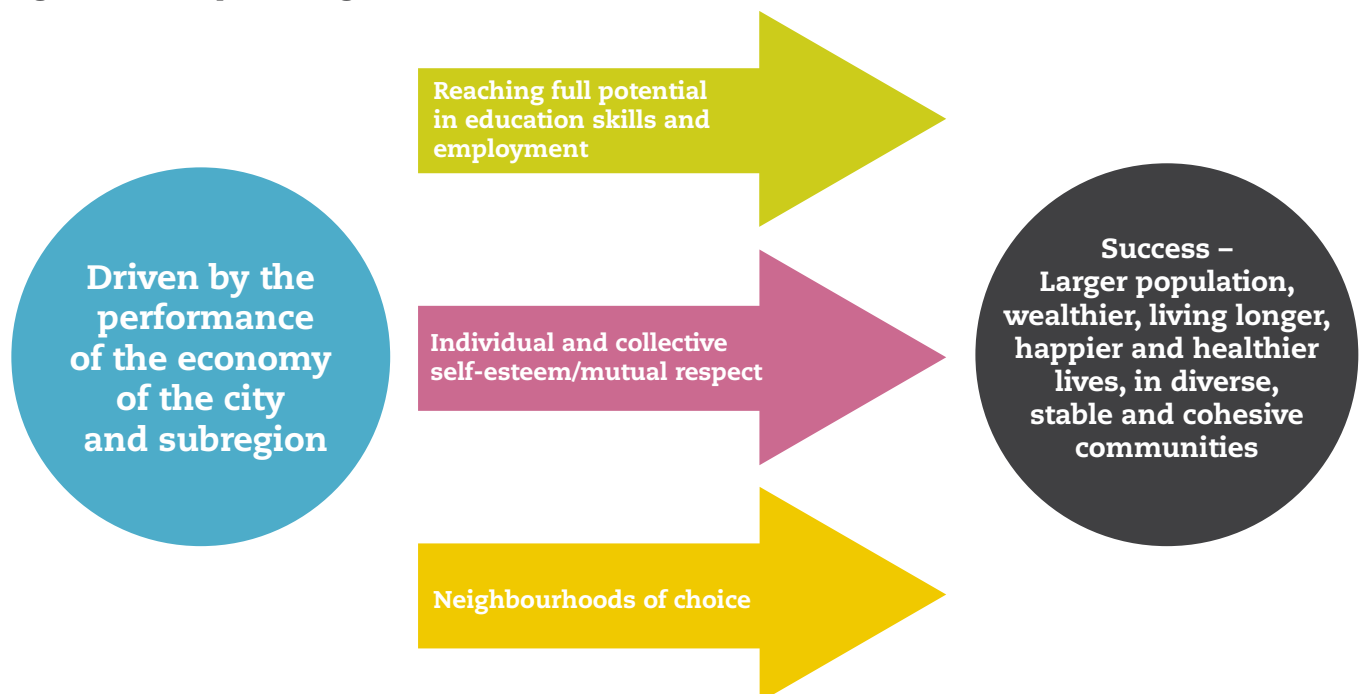 Driven by the
performance
of the economy
of the city
and subregion
Reaching full potential
in education skills and
employment
Individual and collective
self-esteem/mutual respect
Neighbourhoods of choice
Success –
Larger population,
wealthier, living longer,
happier and healthier
lives, in diverse,
stable and cohesive
communities